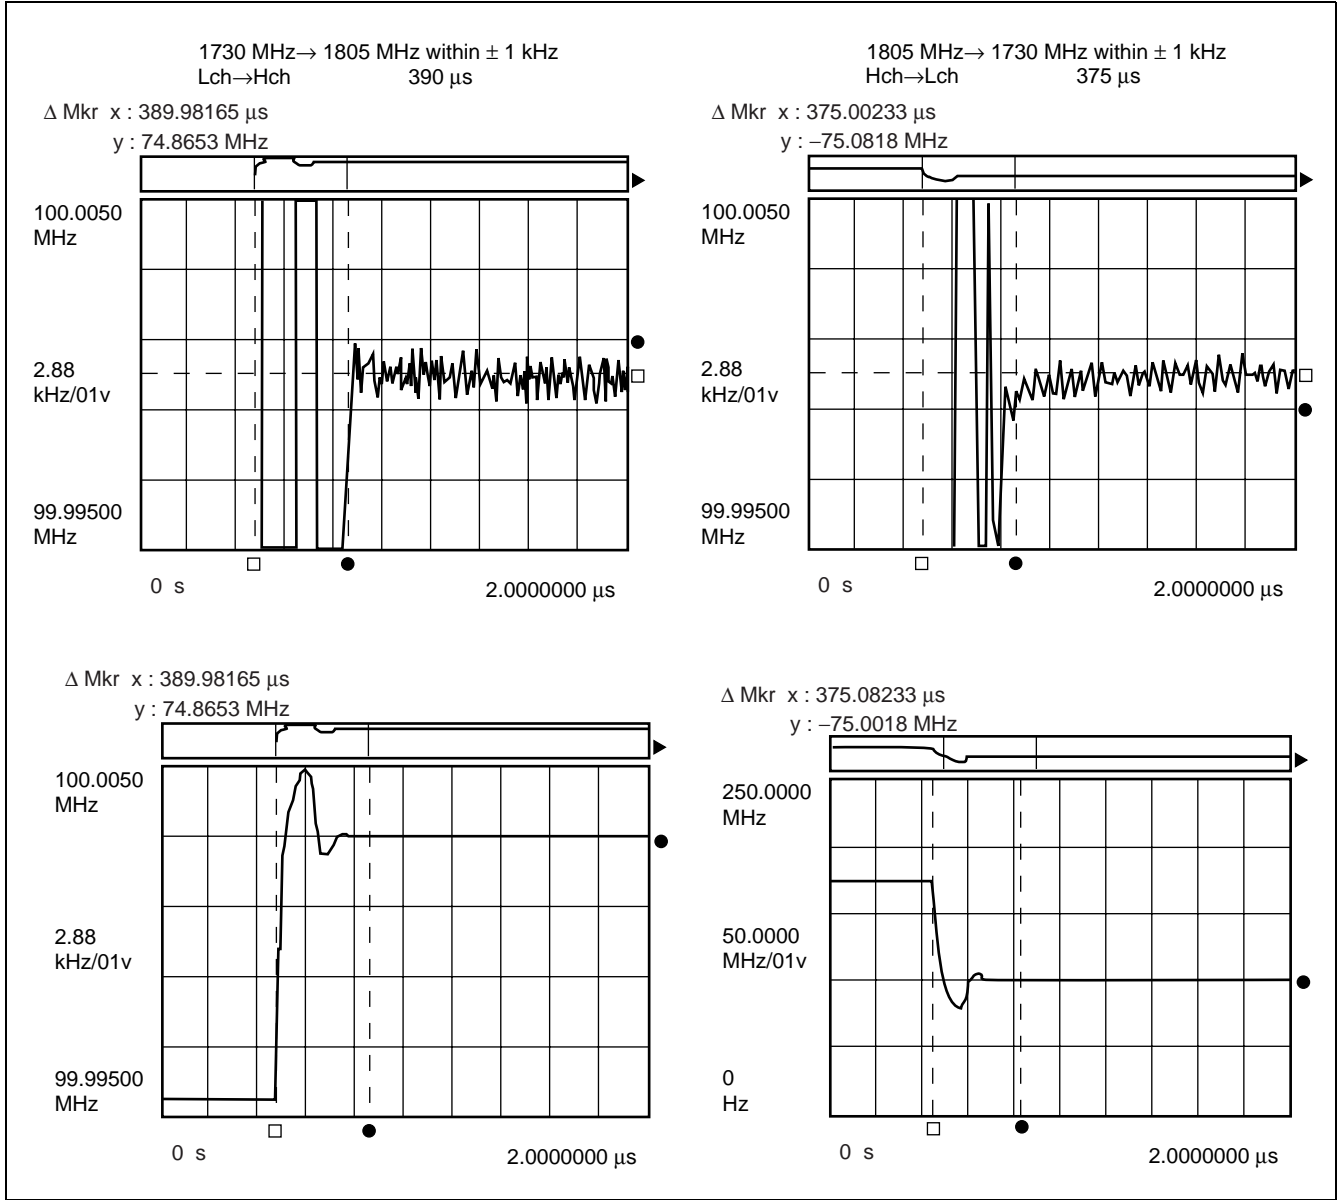 1730 MHz→ 1805 MHz within ± 1 kHz
Lch→Hch 390 μs
Δ Mkr x : 389.98165 μs
y : 74.8653 MHz
100.0050
MHz
2.88
kHz/01v
99.99500
MHz
0 s
2.0000000 μs
1805 MHz→ 1730 MHz within ± 1 kHz
Hch→Lch 375 μs
Δ Mkr x : 375.00233 μs
y : –75.0818 MHz
100.0050
MHz
2.88
kHz/01v
99.99500
MHz
0 s
2.0000000 μs
Δ Mkr x : 389.98165 μs
y : 74.8653 MHz
100.0050
MHz
2.88
kHz/01v
99.99500
MHz
0 s
2.0000000 μs
Δ Mkr x : 375.08233 μs
y : –75.0018 MHz
250.0000
MHz
50.0000
MHz/01v
0
Hz
0 s
2.0000000 μs